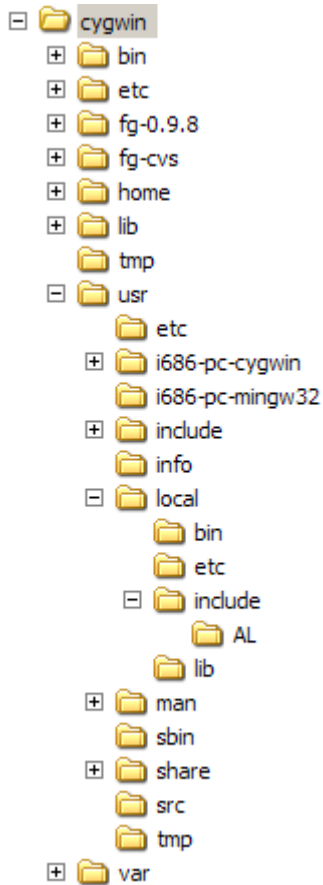 cygwin
bin
etc
fg-0.9.8
fg-cvs
home
lib
tmp
usr
etc
i686-pc-cygwin
i686-pc-mingw32
include
info
local
bin
etc
include
AL
lib
man
sbin
share
src
tmp
var